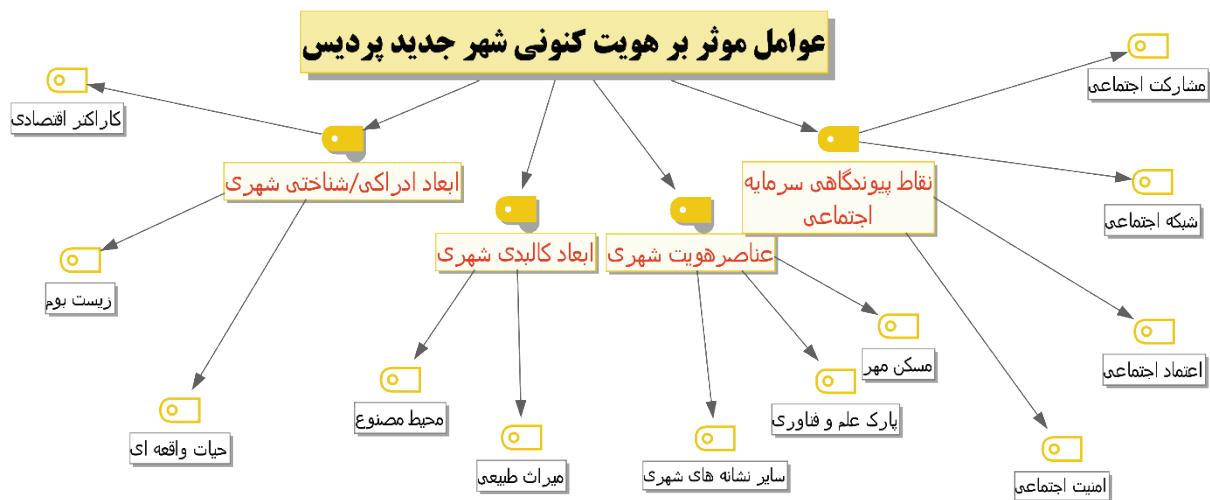 عوامل موثر بر هویت کنونی شهر جدید پردیس
مشارکت اجتماعی
کاراکتر اقتصادی
نقاط پیوندگاهی سرمایه
اجتماعی
ابعاد ادراکی/شناختی شهری
شبکه اجتماعی
عناصرهویت شهری
ابعاد کالبدی شهری
زیست بوم
اعتماد اجتماعی
مسکن مهر
پارک علم و فناوری
محیط مصنوع
حیات واقعه ای
سایر نشانه های شهری
میراث طبیعی
امنیت اجتماعی